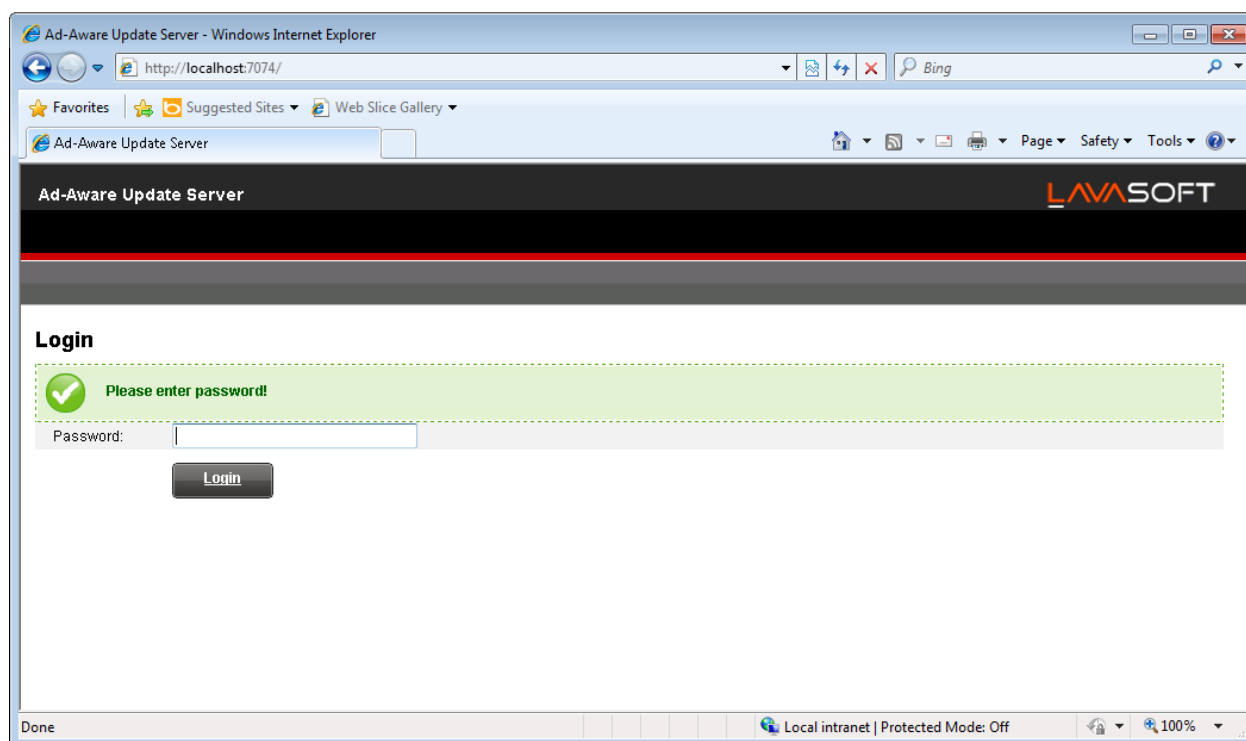 Ad-Aware Update Server - Windows Internet Explorer
http://localhost:7074/
Bing
Favorites Suggested Sites Web Slice Gallery
Ad-Aware Update Server Page Safety Tools
Ad-Aware Update Server LAVASOFT
Login
Please enter password!
Password:
Login
Done Local intranet | Protected Mode: Off 100%